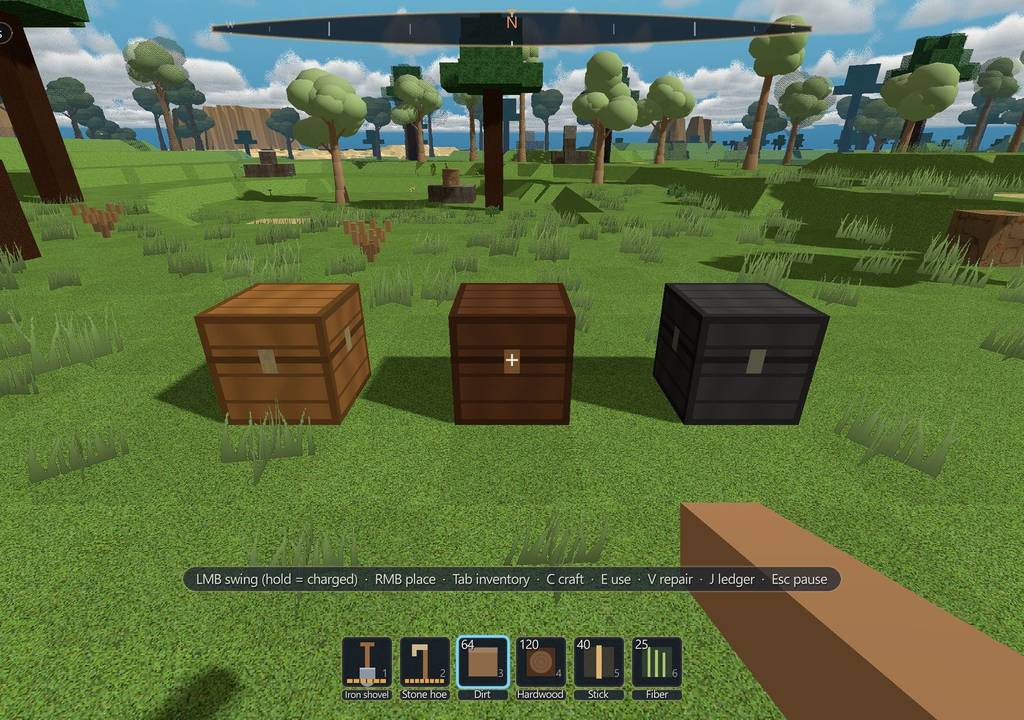 W N E
s
LMB swing (hold = charged) · RMB place · Tab inventory · C craft · E use · V repair · J ledger · Esc pause
1 64 3 120 4 40 5 25 6 2
Iron shovel Stone hoe Dirt Hardwood Stick Fiber